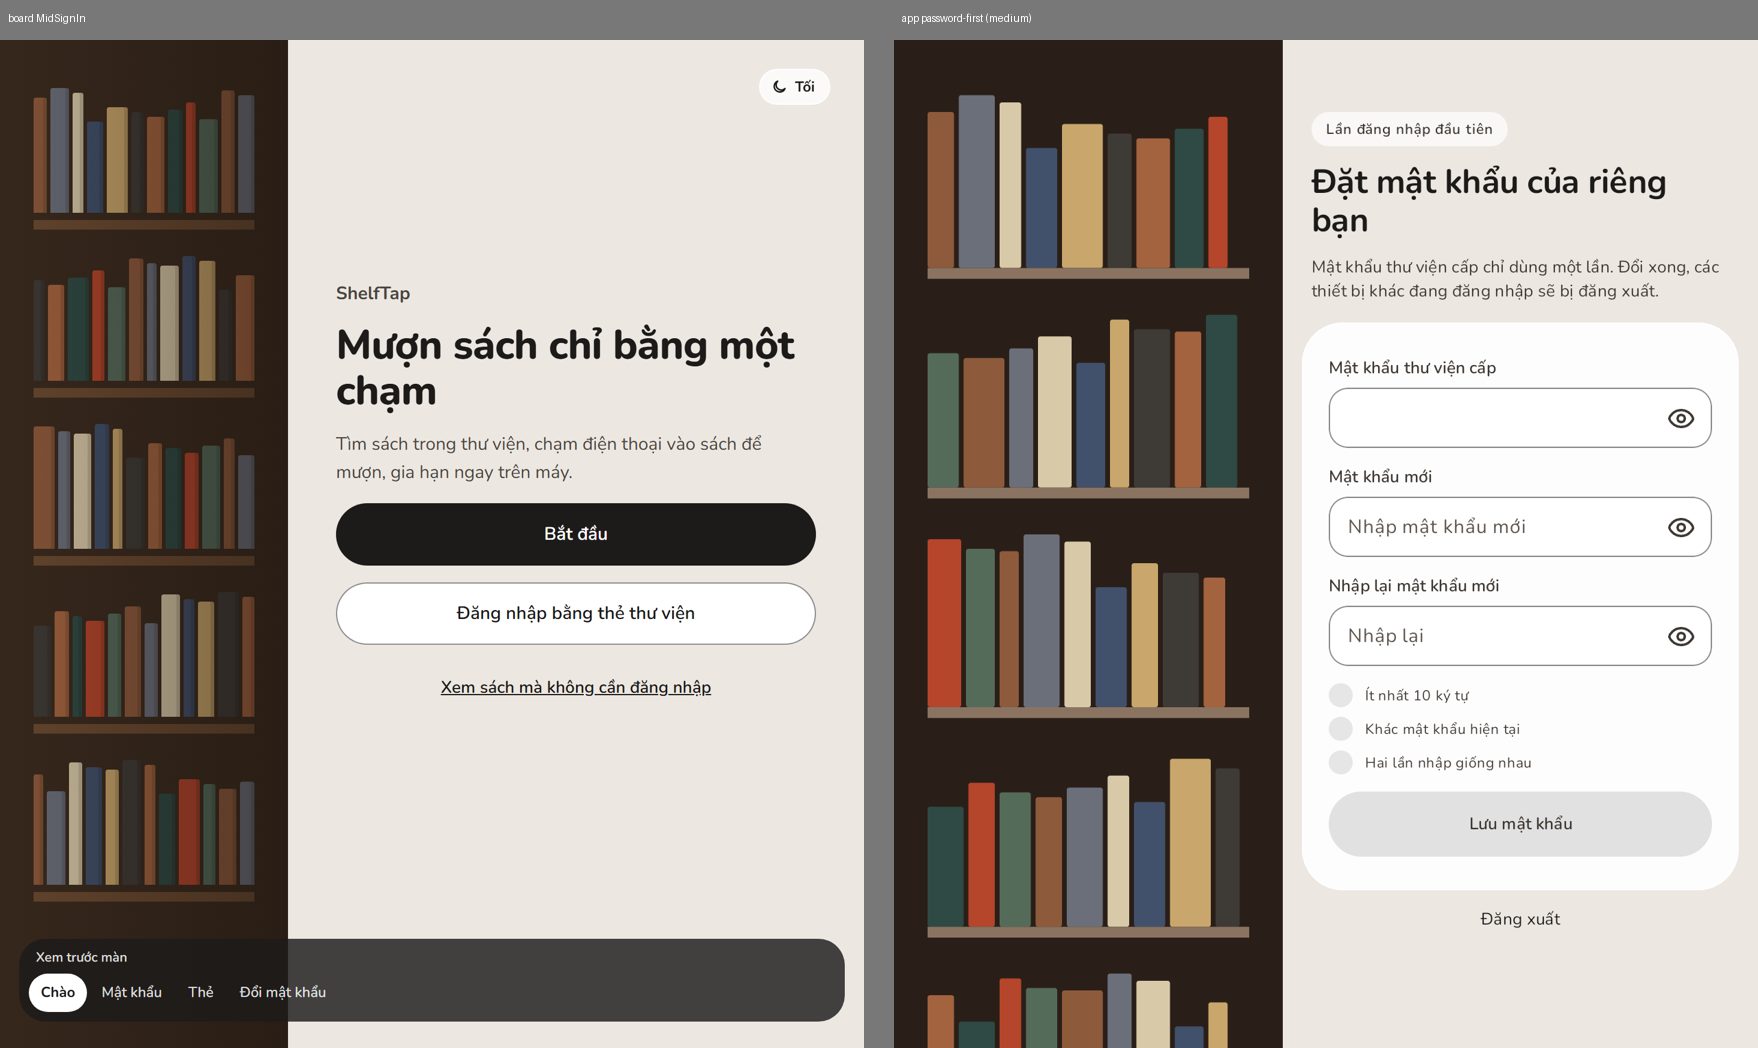 board MidSignIn
Tối
ShelfTap
Mượn sách chỉ bằng một
chạm
Tìm sách trong thư viện, chạm điện thoại vào sách để
mượn, gia hạn ngay trên máy.
Bắt đầu
Đăng nhập bằng thẻ thư viện
Xem sách mà không cần đăng nhập
Xem trước màn
Chào Mật khẩu Thẻ Đổi mật khẩu
app password-first (medium)
Lần đăng nhập đầu tiên
Đặt mật khẩu của riêng
bạn
Mật khẩu thư viện cấp chỉ dùng một lần. Đổi xong, các
thiết bị khác đang đăng nhập sẽ bị đăng xuất.
Mật khẩu thư viện cấp
Mật khẩu mới
Nhập mật khẩu mới
Nhập lại mật khẩu mới
Nhập lại
Ít nhất 10 ký tự
Khác mật khẩu hiện tại
Hai lần nhập giống nhau
Lưu mật khẩu
Đăng xuất